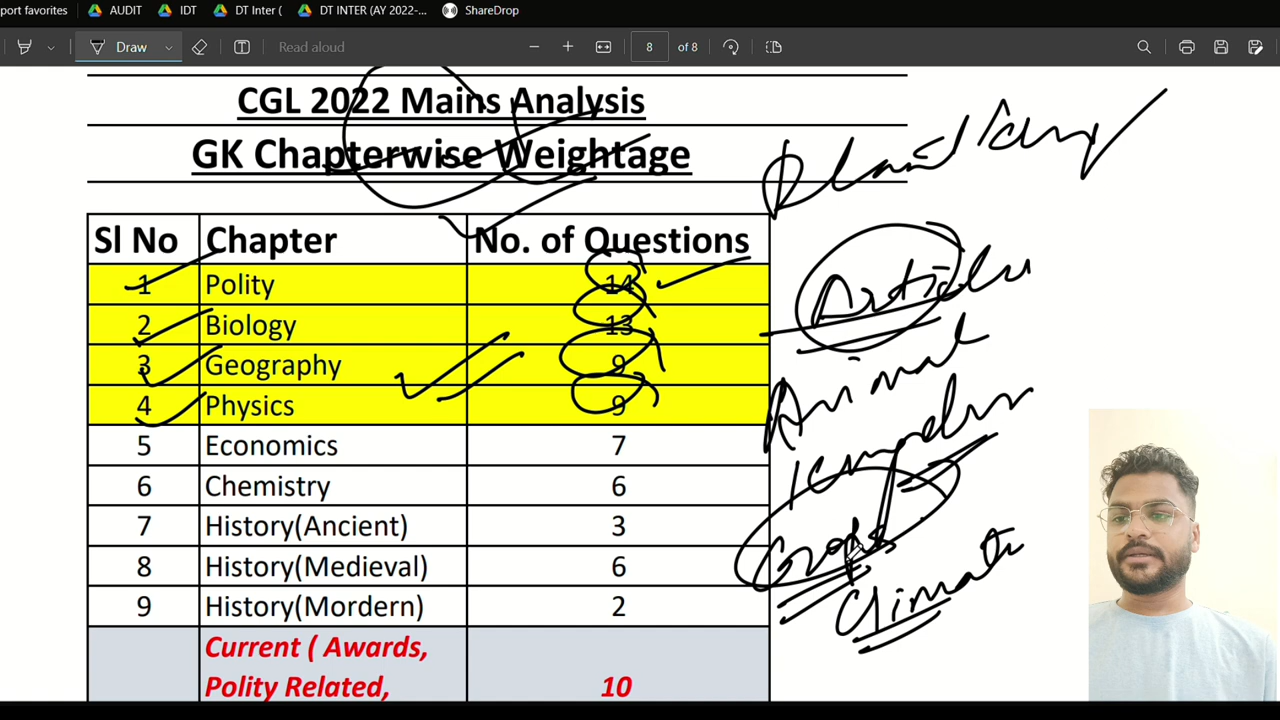 port favorites AUDIT IDT DT Inter ( DT INTER (AY 2022-... ShareDrop
Draw Read aloud 8 of 8
CGL 2022 Mains Analysis
GK Chapterwise Weightage
Sl No Chapter No. of Questions
1 Polity 14
2 Biology 13
3 Geography 9
4 Physics 9
5 Economics 7
6 Chemistry 6
7 History(Ancient) 3
8 History(Medieval) 6
9 History(Mordern) 2
Current ( Awards,
Polity Related, 10
Article
Animal
Crops
Climate